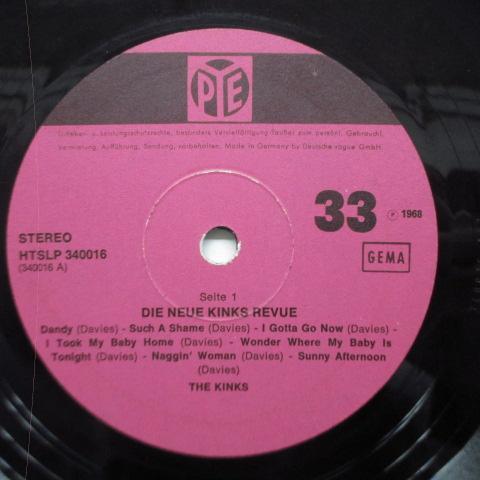 PYE
Urheber- u. Leistungsschutzrechte, besonders Vervielfältigung (außer zum persönl. Gebrauch),
Vermietung, Aufführung, Sendung, vorbehalten. Made in Germany by Deutsche vogue GmbH.
33
℗ 1968
STEREO
HTSLP 340016
(340016 A)
GEMA
Seite 1
DIE NEUE KINKS REVUE
Dandy (Davies) - Such A Shame (Davies) - I Gotta Go Now (Davies) -
I Took My Baby Home (Davies) - Wonder Where My Baby Is
Tonight (Davies) - Naggin' Woman (Davies) - Sunny Afternoon
(Davies)
THE KINKS